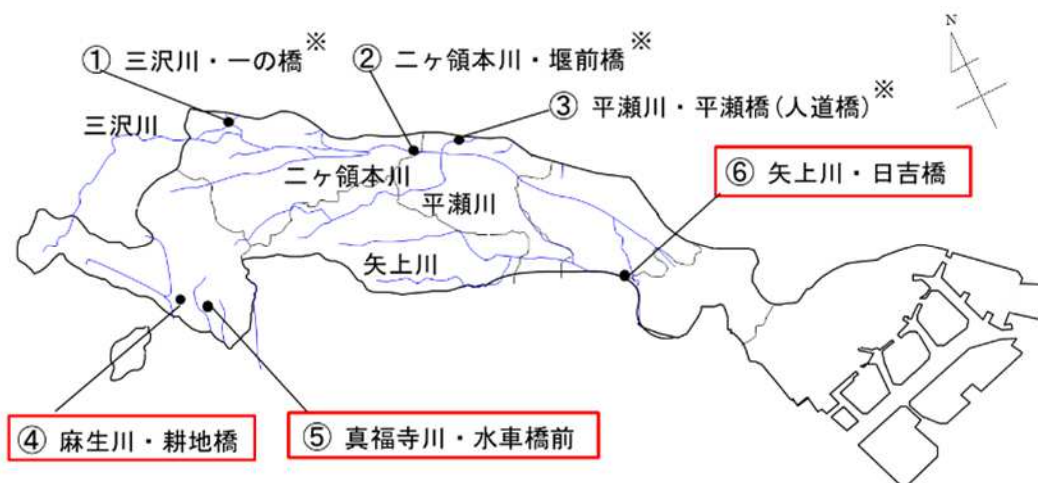 N
① 三沢川・一の橋※
② 二ヶ領本川・堰前橋※
③ 平瀬川・平瀬橋(人道橋)※
三沢川
⑥ 矢上川・日吉橋
二ヶ領本川
平瀬川
矢上川
④ 麻生川・耕地橋
⑤ 真福寺川・水車橋前